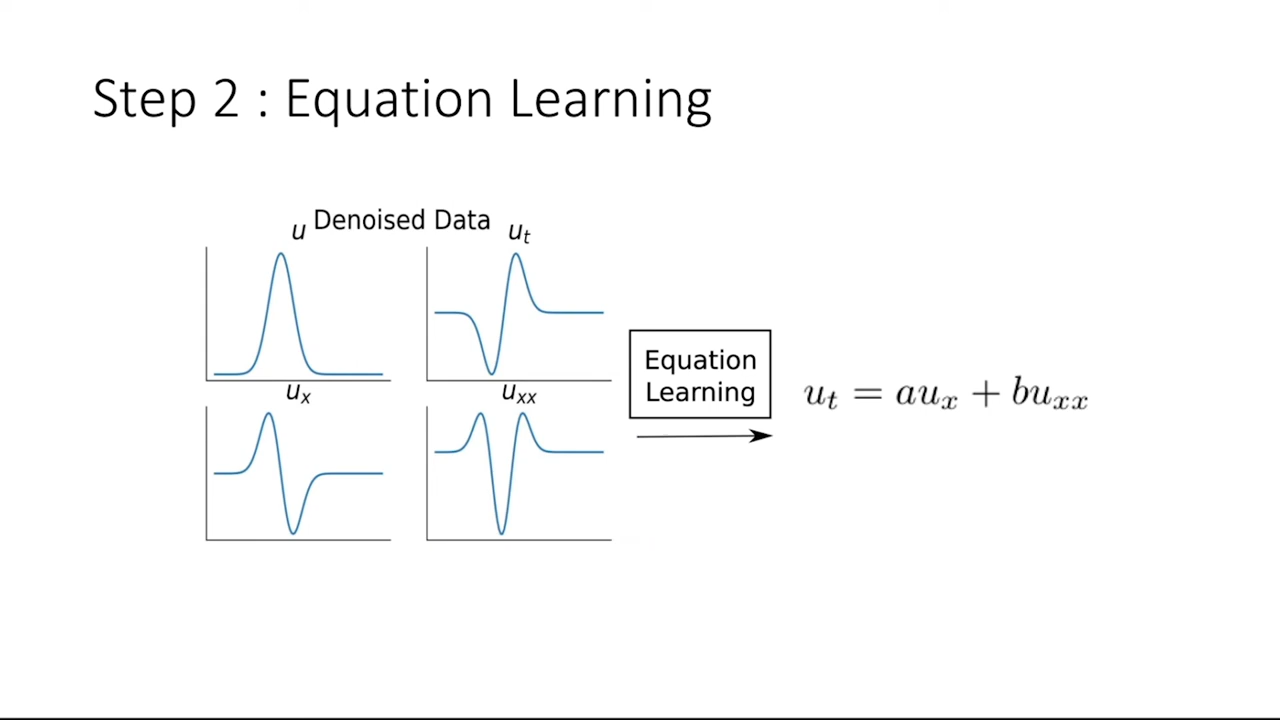 Step 2 : Equation Learning
Denoised Data
u
u_t
u_x
u_xx
Equation
Learning
u_t = au_x + bu_xx